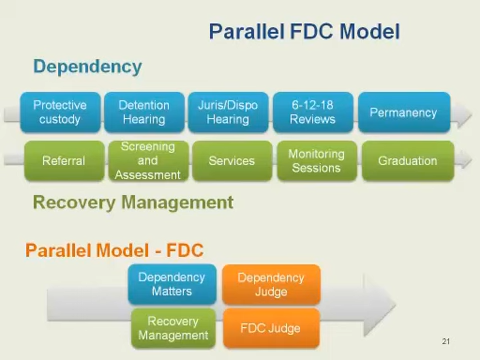 Parallel FDC Model
Dependency
Protective
custody
Detention
Hearing
Juris/Dispo
Hearing
6-12-18
Reviews
Permanency
Referral
Screening
and
Assessment
Services
Monitoring
Sessions
Graduation
Recovery Management
Parallel Model - FDC
Dependency
Matters
Dependency
Judge
Recovery
Management
FDC Judge
21